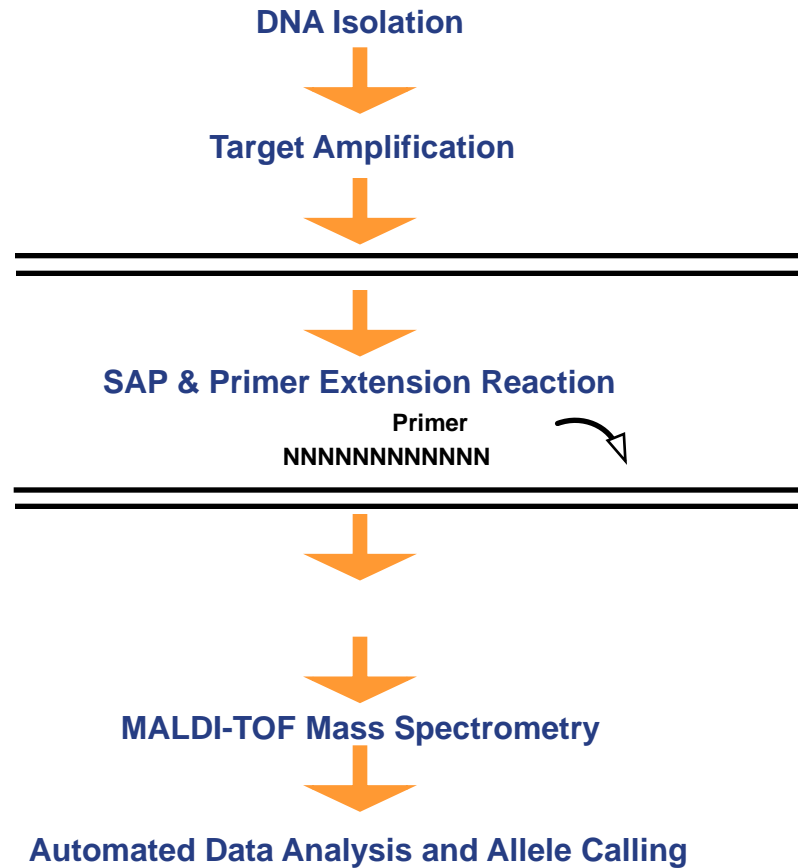 DNA Isolation
Target Amplification
SAP & Primer Extension Reaction
Primer
NNNNNNNNNNNN
MALDI-TOF Mass Spectrometry
Automated Data Analysis and Allele Calling